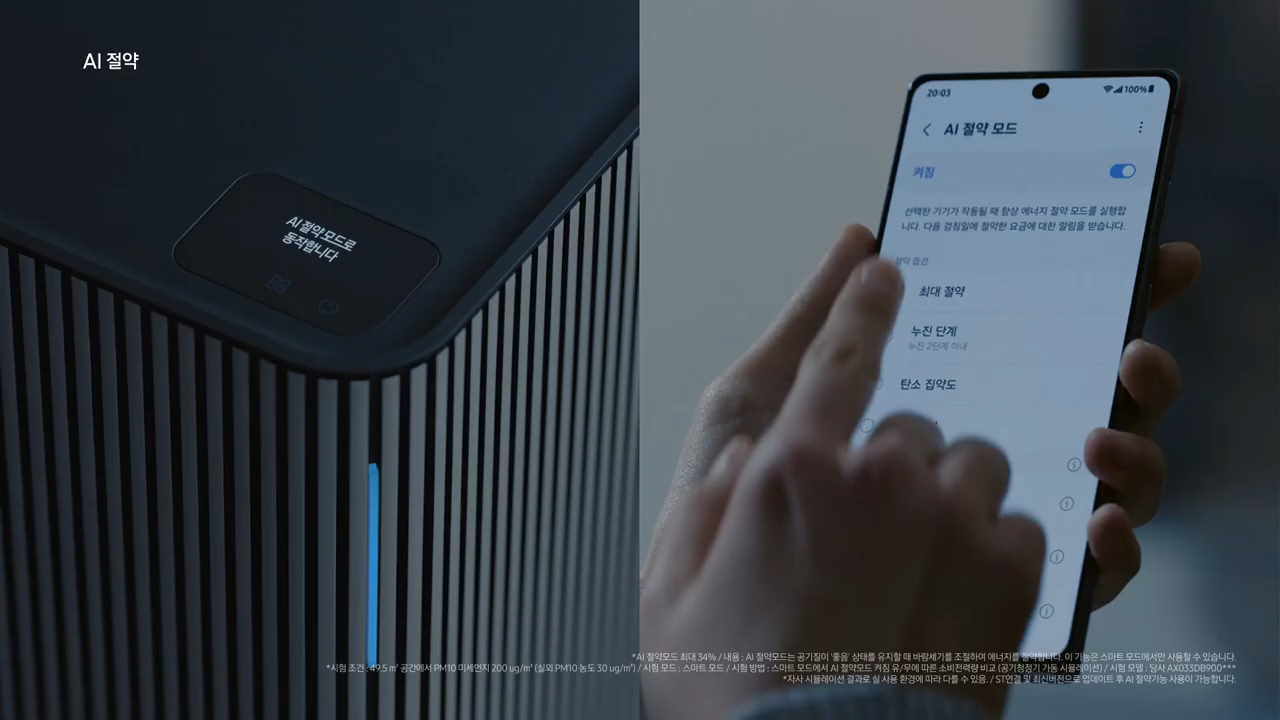 AI 절약
AI 절약모드로
동작합니다
20:03
100%
AI 절약 모드
켜짐
선택한 기기가 작동될 때 항상 에너지 절약 모드를 실행합
니다. 다음 검침일에 절약한 요금에 대한 알림을 받습니다.
절약 옵션
최대 절약
누진 단계
누진 2단계 이내
탄소 집약도
*AI 절약모드 최대 34% / 내용 : AI 절약모드는 공기질이 '좋음' 상태를 유지할 때 바람세기를 조절하여 에너지를 절약합니다. 이 기능은 스마트 모드에서만 사용할 수 있습니다.
*시험 조건 : 49.5 m² 공간에서 PM10 미세먼지 200 ug/m³ (실외 PM10 농도 30 ug/m³) / 시험 모드 : 스마트 모드 / 시험 방법 : 스마트 모드에서 AI 절약모드 켜짐 유/무에 따른 소비전력량 비교 (공기청정기 가동 시뮬레이션) / 시험 모델 : 당사 AX033DB900***
*자사 시뮬레이션 결과로 실 사용 환경에 따라 다를 수 있음. / ST연결 및 최신버전으로 업데이트 후 AI 절약기능 사용이 가능합니다.